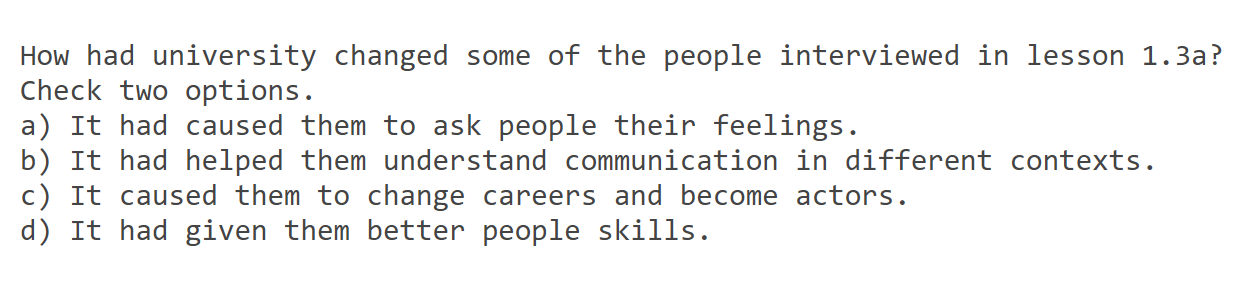 How had university changed some of the people interviewed in lesson 1.3a?
Check two options.
a) It had caused them to ask people their feelings.
b) It had helped them understand communication in different contexts.
c) It caused them to change careers and become actors.
d) It had given them better people skills.